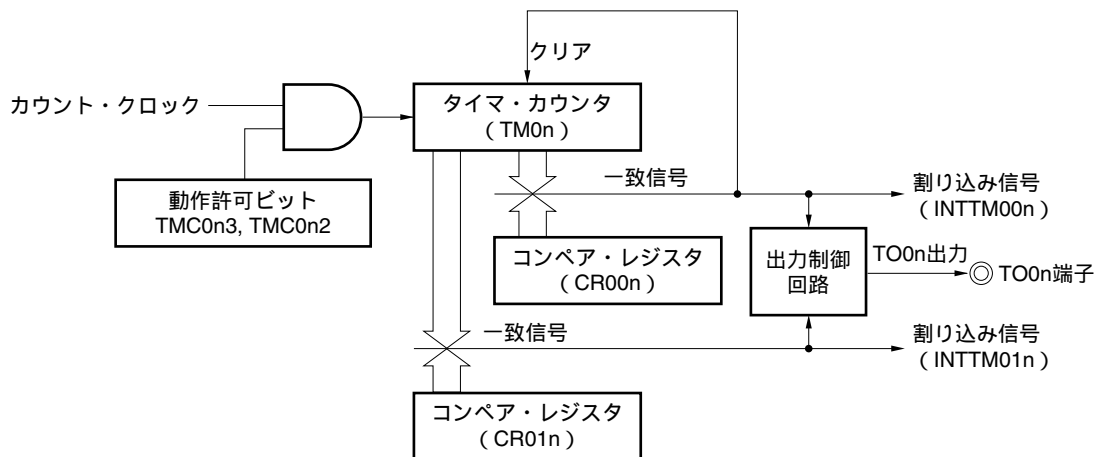 クリア
カウント・クロック
タイマ・カウンタ
（TM0n）
動作許可ビット
TMC0n3, TMC0n2
一致信号
割り込み信号
（INTTM00n）
コンペア・レジスタ
（CR00n）
出力制御
回路
TO0n出力
TO0n端子
一致信号
割り込み信号
（INTTM01n）
コンペア・レジスタ
（CR01n）